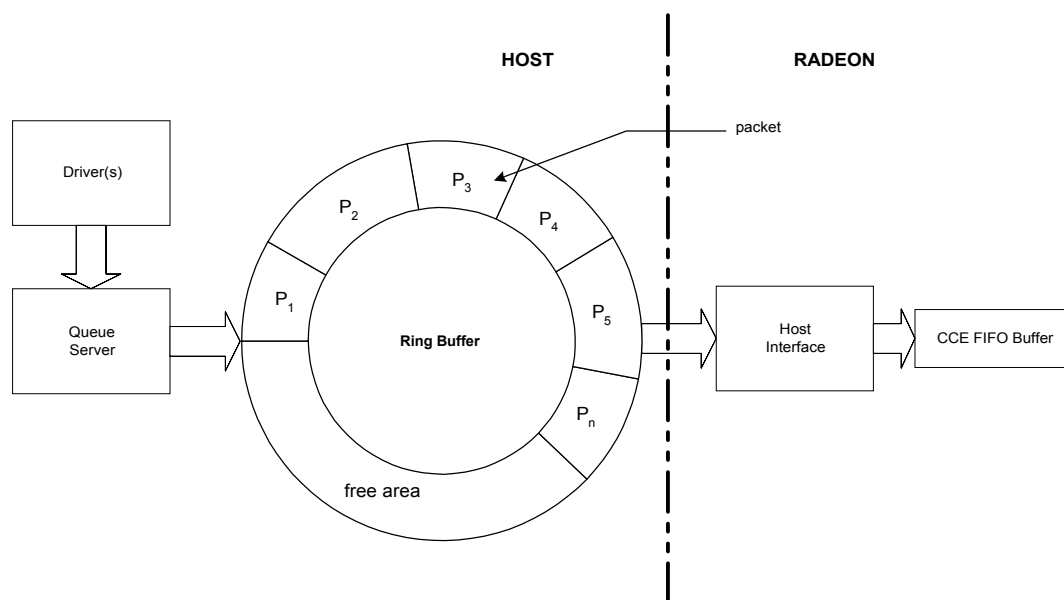 HOST
RADEON
packet
Driver(s)
P3
P2
P4
P1
P5
Queue
Server
Ring Buffer
Host
Interface
CCE FIFO Buffer
Pn
free area